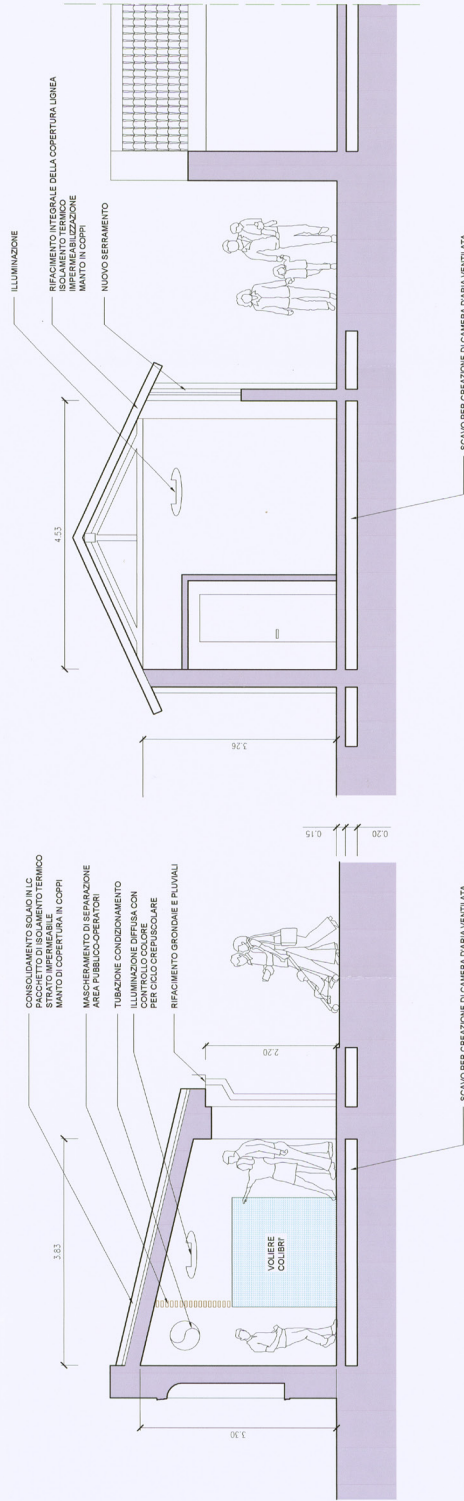 CONSOLIDAMENTO SOLAIO IN LC
PACCHETTO DI ISOLAMENTO TERMICO
STRATO IMPERMEABILE
MANTO DI COPERTURA IN COPPI
MASCHERAMENTO DI SEPARAZIONE
AREA PUBBLICO-OPERATORI
TUBAZIONE CONDIZIONAMENTO
ILLUMINAZIONE DIFFUSA CON
CONTROLLO COLORE
PER CICLO CREPUSCOLARE
RIFACIMENTO GRONDAIE E PLUVIALI
3.83
3.30
2.20
VOLIERE
COLIBRI'
SCAVO PER CREAZIONE DI CAMERA D'ARIA VENTILATA
0.15
0.20
ILLUMINAZIONE
RIFACIMENTO INTEGRALE DELLA COPERTURA LIGNEA
ISOLAMENTO TERMICO
IMPERMEABILIZZAZIONE
MANTO IN COPPI
NUOVO SERRAMENTO
4.53
3.26
SCAVO PER CREAZIONE DI CAMERA D'ARIA VENTILATA